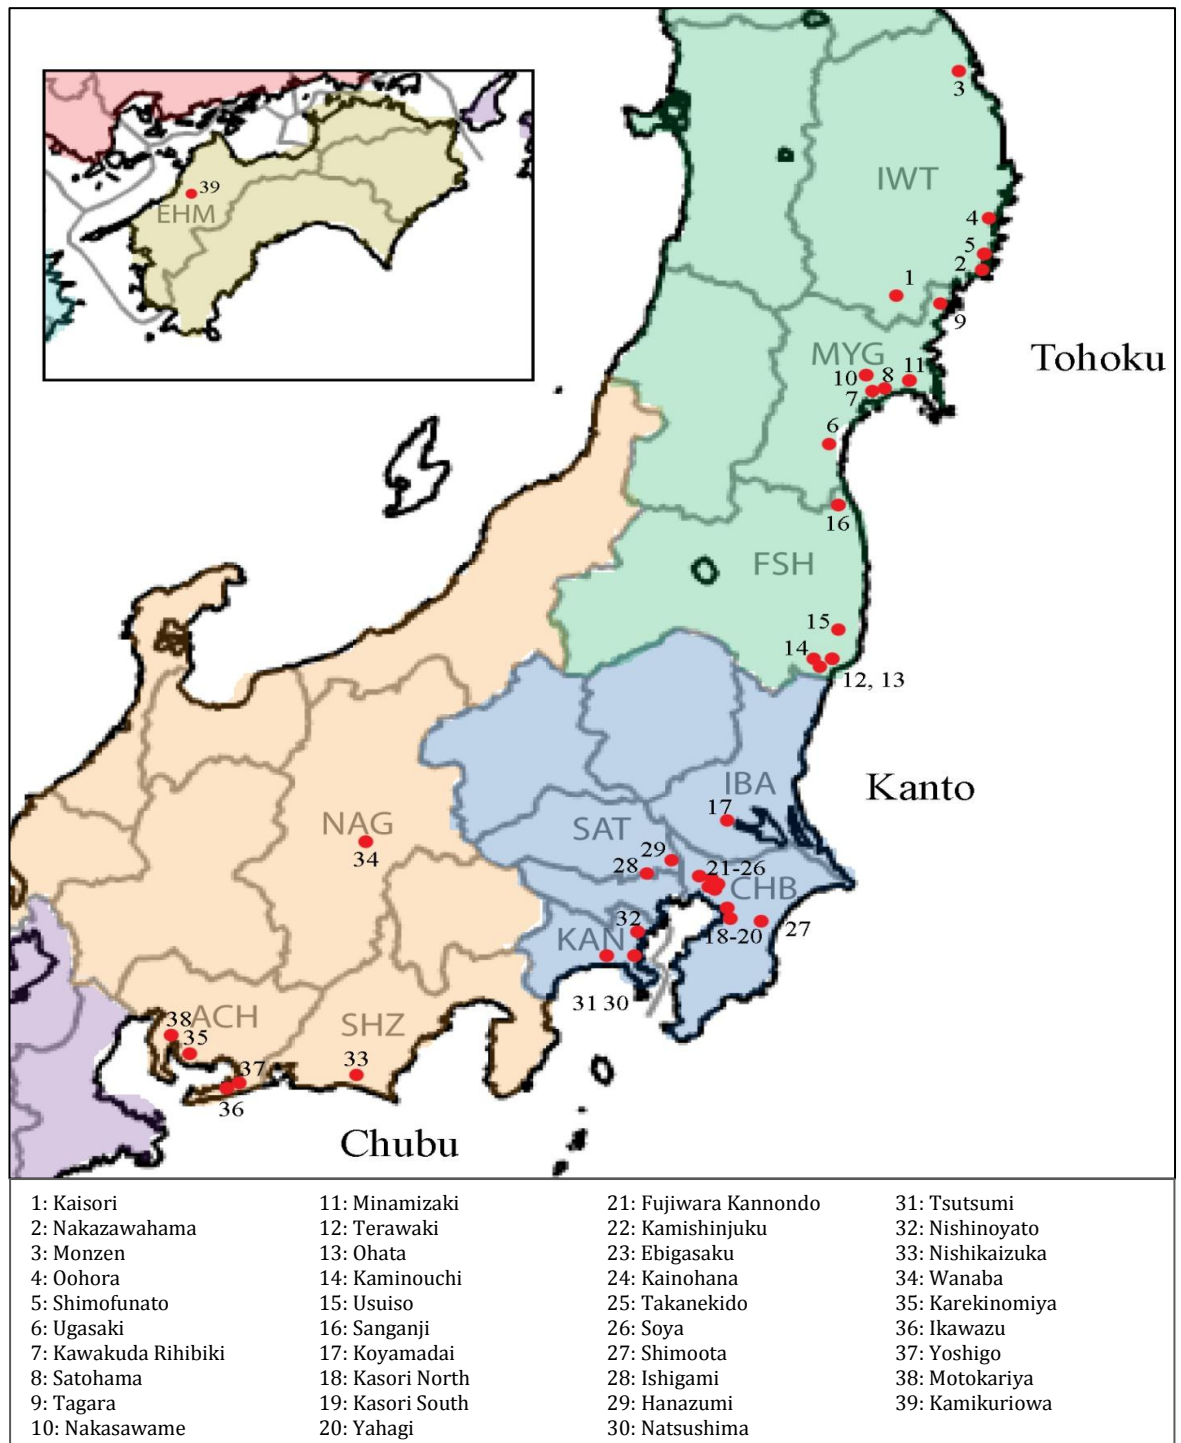 3
IWT
39
EHM
4
5
2
1
9
Tohoku
MYG
10
8
11
7
6
16
FSH
15
14
12, 13
IBA
Kanto
17
NAG
SAT
34
29
28
21-26
CHB
32
KAN
18-20
27
31 30
38
ACH
35
SHZ
37
33
36
Chubu
1: Kaisori
2: Nakazawahama
3: Monzen
4: Oohora
5: Shimofunato
6: Ugasaki
7: Kawakuda Rihibiki
8: Satohama
9: Tagara
10: Nakasawame
11: Minamizaki
12: Terawaki
13: Ohata
14: Kaminouchi
15: Usuiso
16: Sanganji
17: Koyamadai
18: Kasori North
19: Kasori South
20: Yahagi
21: Fujiwara Kannondo
22: Kamishinjuku
23: Ebigasaku
24: Kainohana
25: Takanekido
26: Soya
27: Shimoota
28: Ishigami
29: Hanazumi
30: Natsushima
31: Tsutsumi
32: Nishinoyato
33: Nishikaizuka
34: Wanaba
35: Karekinomiya
36: Ikawazu
37: Yoshigo
38: Motokariya
39: Kamikuriowa